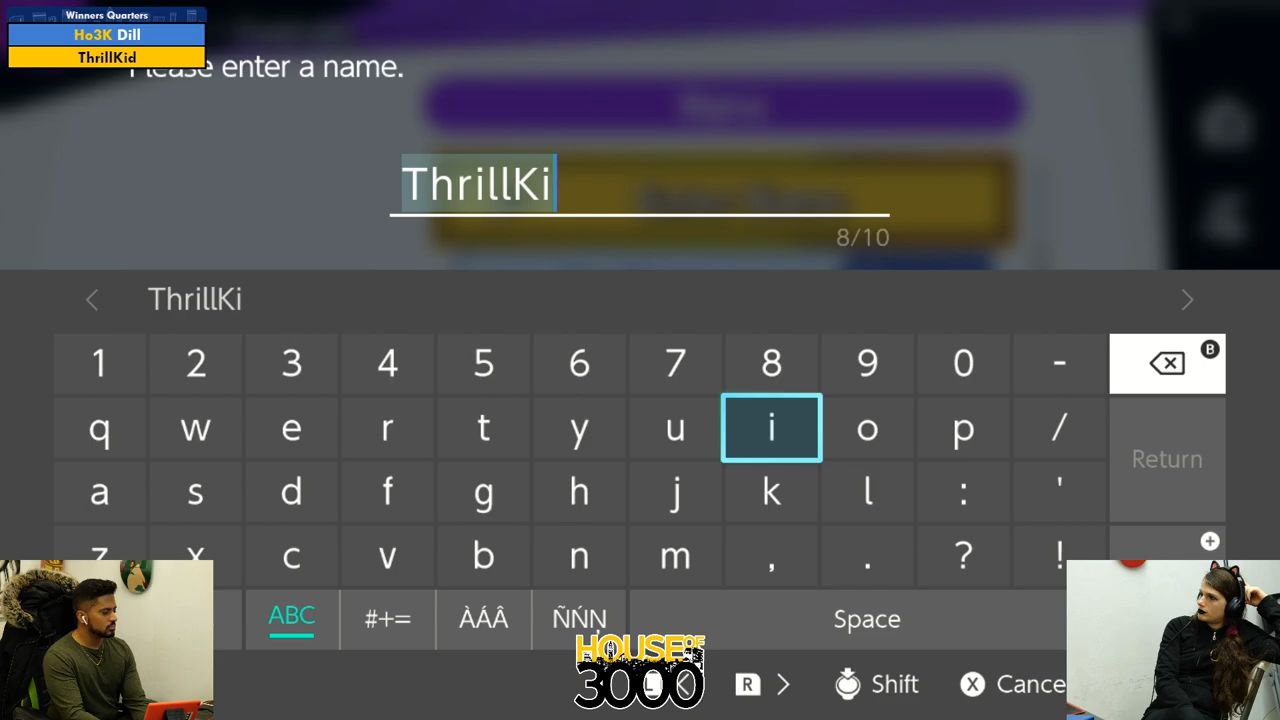 Winners Quarters
Ho3K Dill
ThrillKid
Please enter a name.
ThrillKi
8/10
ThrillKi
1 2 3 4 5 6 7 8 9 0 - B
q w e r t y u i o p /
Return
a s d f g h j k l : '
z x c v b n m , . ? ! +
ABC #+= ÀÁÂ ÑŃŅ Space
HOUSE OF
3000
L R Shift X Cance